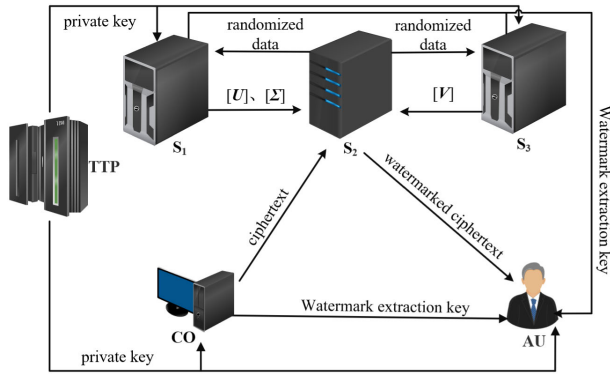 private key
randomized
data
randomized
data
[U]、[Σ]
[V]
S1
S2
S3
TTP
ciphertext
watermarked ciphertext
Watermark extraction key
Watermark extraction key
CO
AU
private key